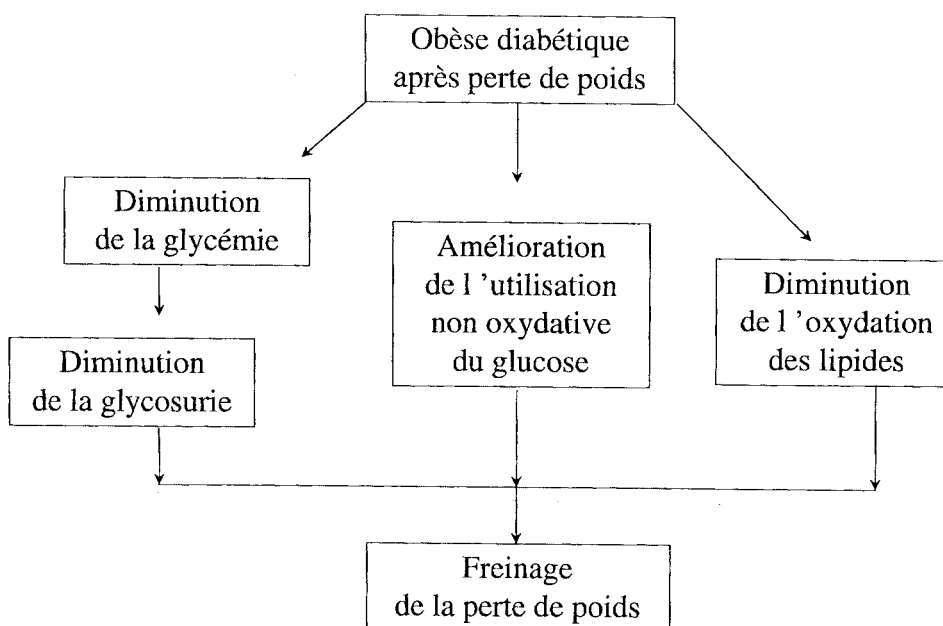 Obèse diabétique
après perte de poids
Diminution
de la glycémie
Amélioration
de l ’utilisation
non oxydative
du glucose
Diminution
de l ’oxydation
des lipides
Diminution
de la glycosurie
Freinage
de la perte de poids